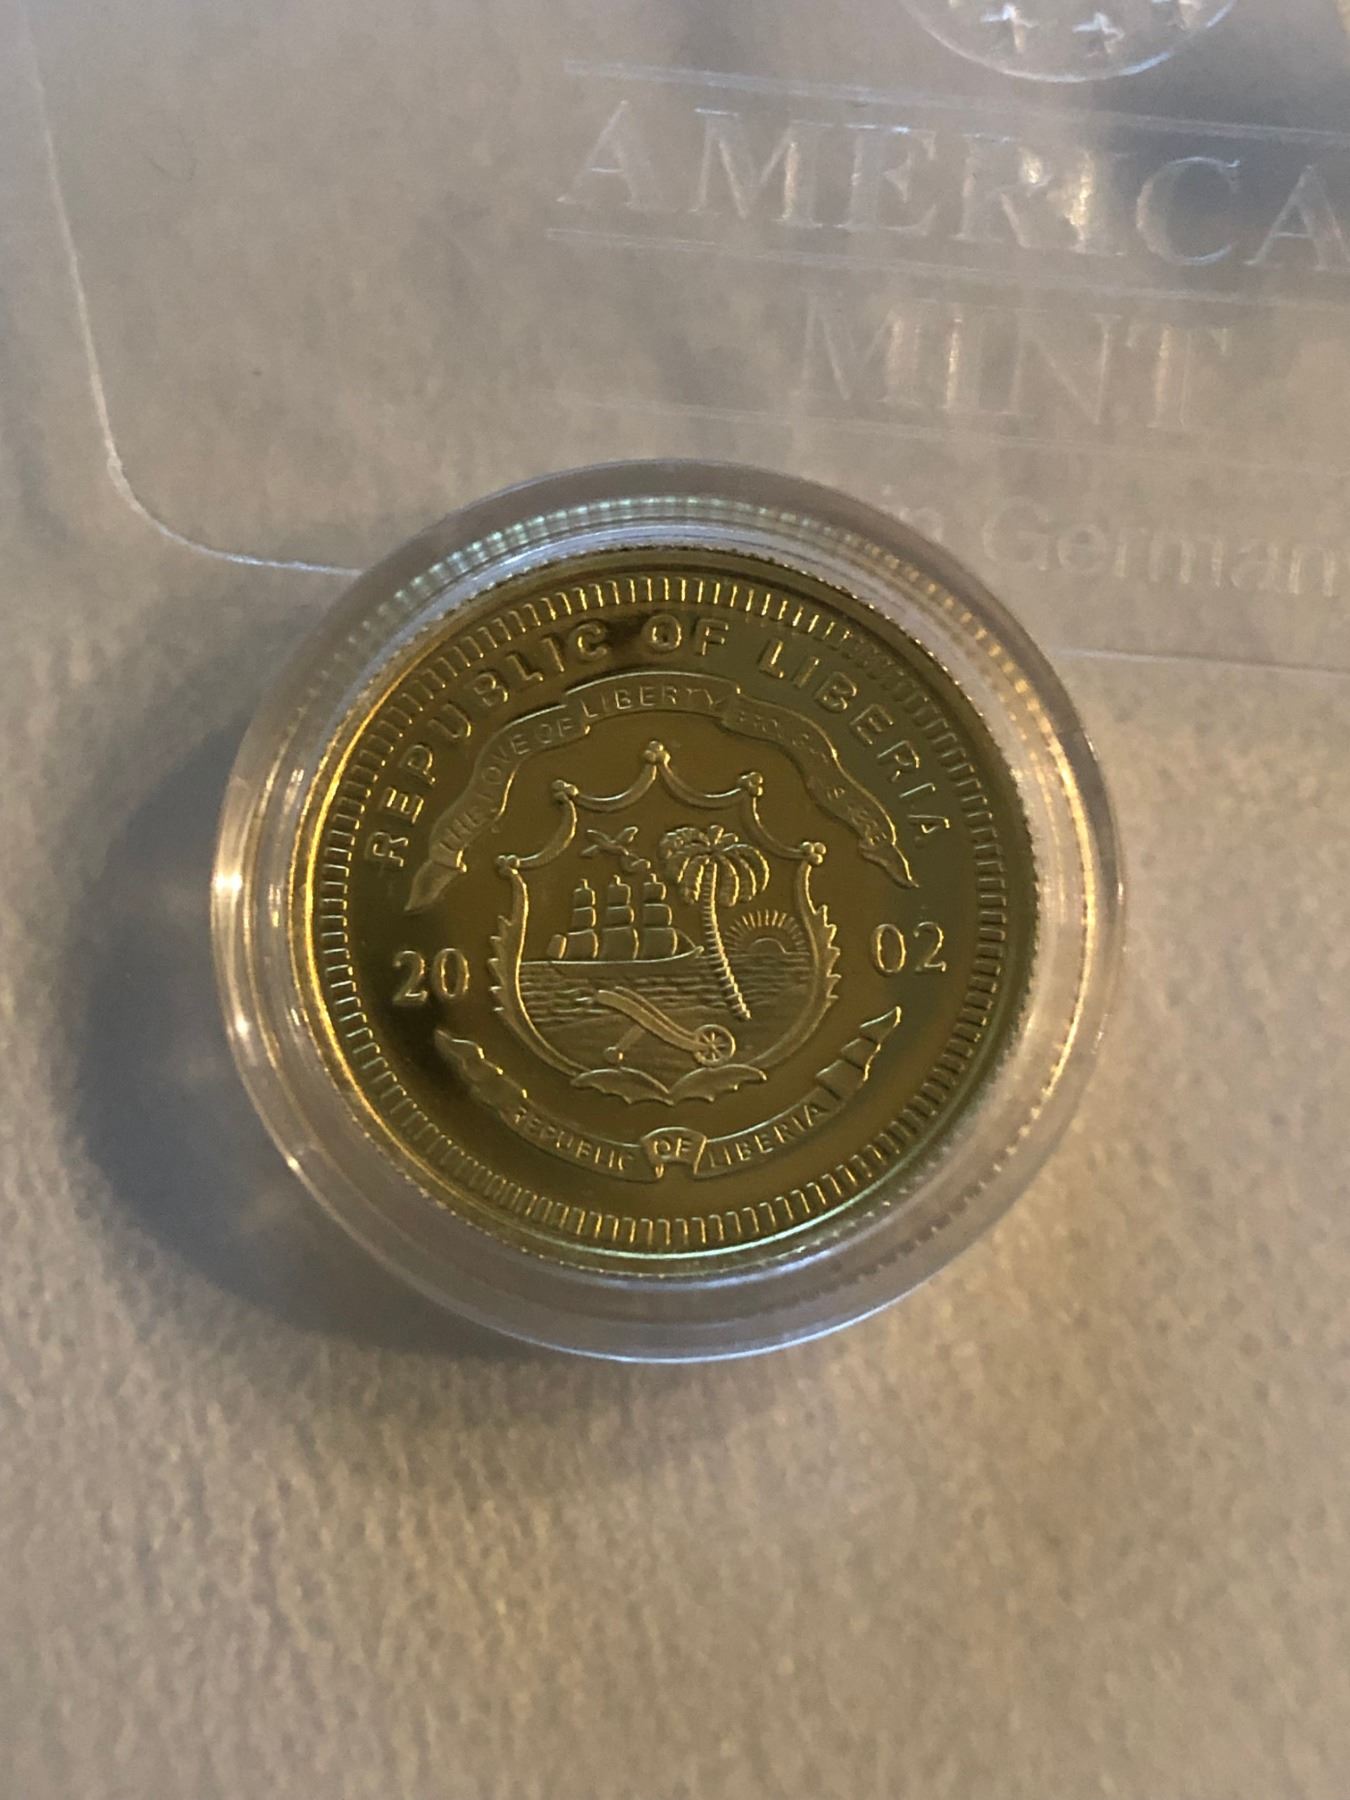 AMERICA
MINT
n German
REPUBLIC OF LIBERIA
THE LOVE OF LIBERTY BROUGHT US HERE
20 02
REPUBLIC OF LIBERIA